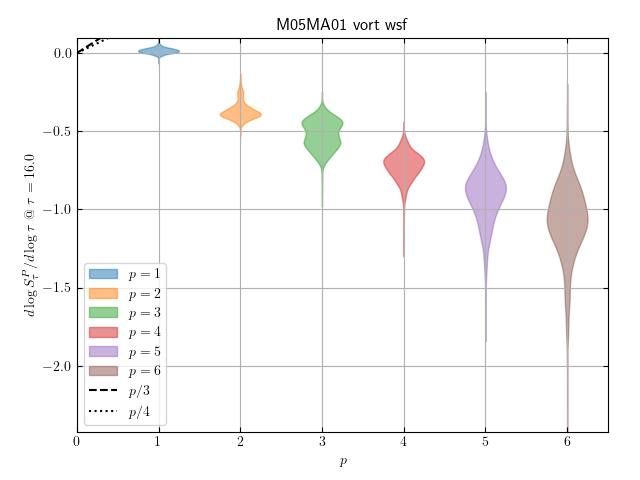 M05MA01 vort wsf
d log S_τ^P / d log τ @ τ = 16.0
0.0
−0.5
−1.0
−1.5
−2.0
p = 1
p = 2
p = 3
p = 4
p = 5
p = 6
p/3
p/4
0 1 2 3 4 5 6
p